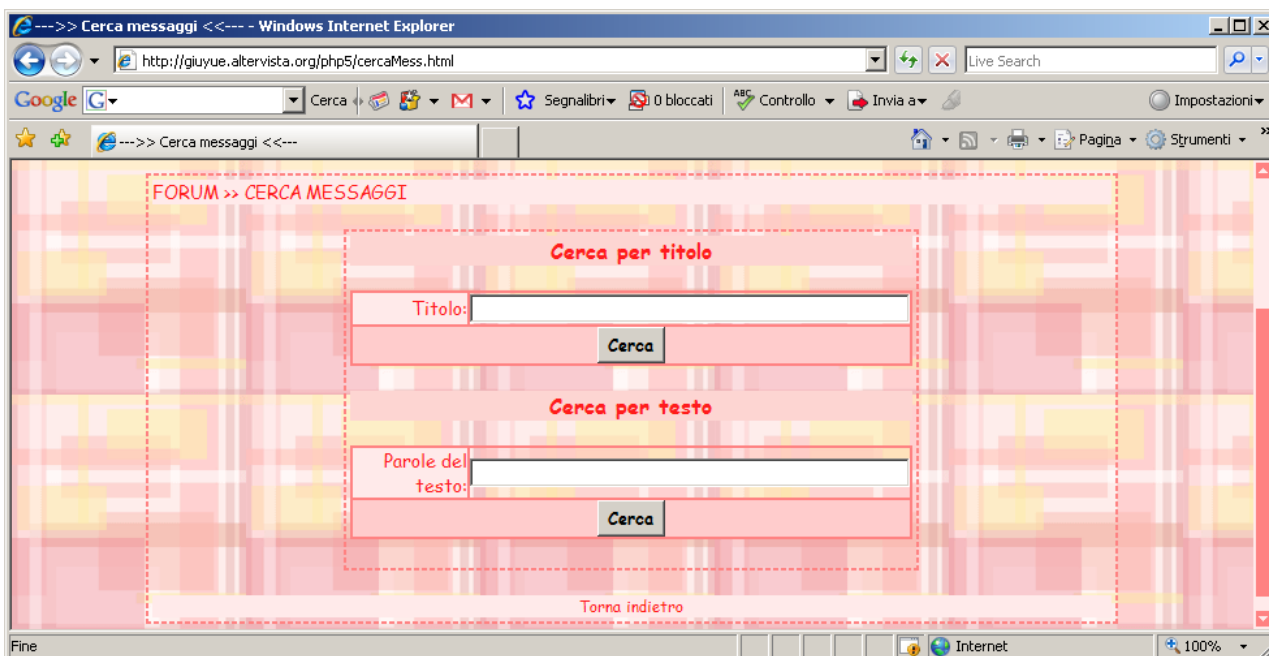 --->> Cerca messaggi <<--- - Windows Internet Explorer
http://giuyue.altervista.org/php5/cercaMess.html
Live Search
Google G Cerca Segnalibri 0 bloccati ABC Controllo Invia a Impostazioni
--->> Cerca messaggi <<--- Pagina Strumenti »
FORUM >> CERCA MESSAGGI
Cerca per titolo
Titolo:
Cerca
Cerca per testo
Parole del
testo:
Cerca
Torna indietro
Fine Internet 100%